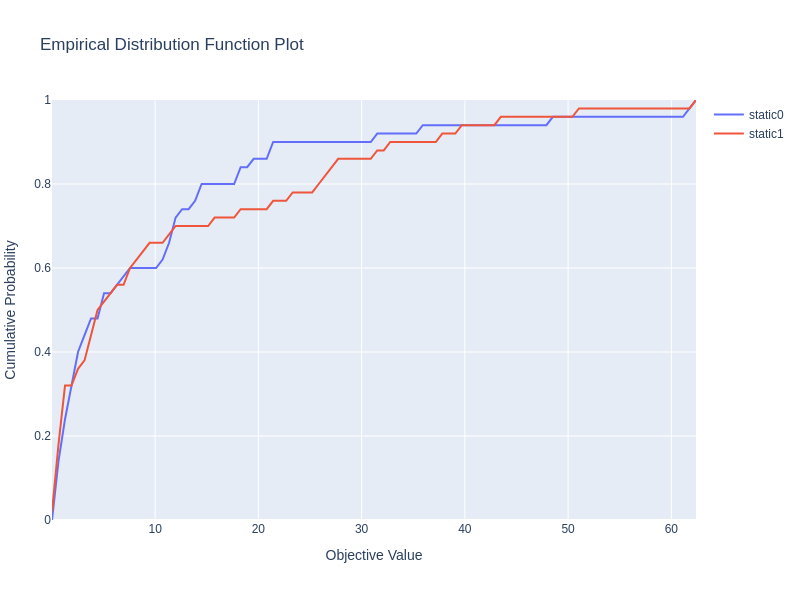 Empirical Distribution Function Plot
1
0.8
0.6
0.4
0.2
0
Cumulative Probability
10 20 30 40 50 60
Objective Value
static0
static1